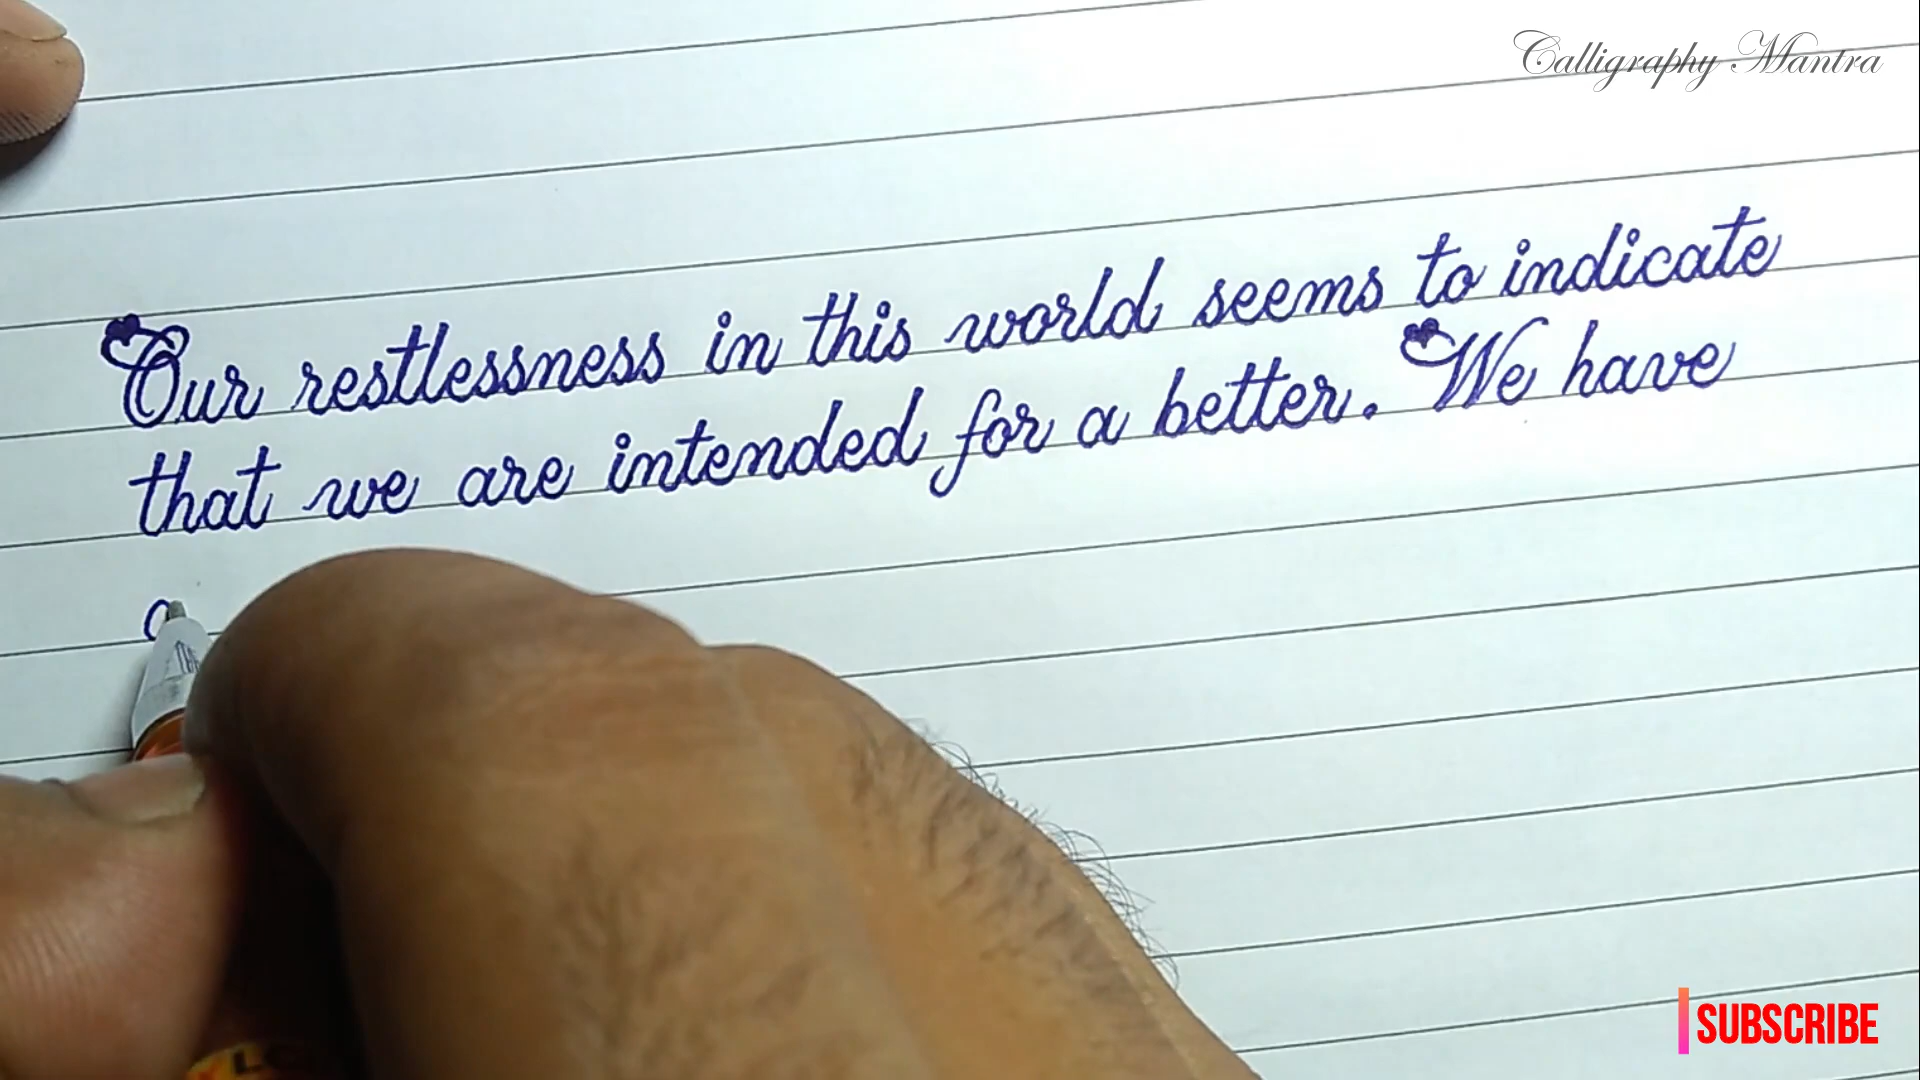 Calligraphy Mantra
Our restlessness in this world seems to indicate
that we are intended for a better. We have
SUBSCRIBE